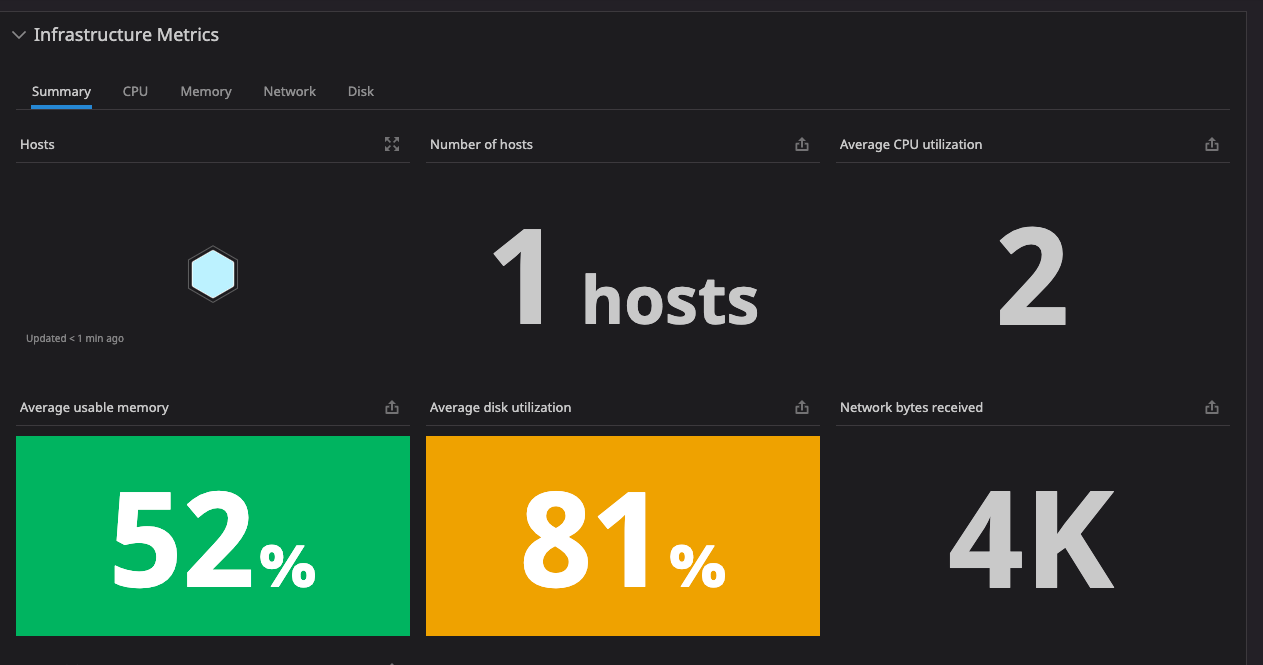 Infrastructure Metrics
Summary CPU Memory Network Disk
Hosts
Number of hosts
Average CPU utilization
Updated < 1 min ago
1 hosts
2
Average usable memory
Average disk utilization
Network bytes received
52%
81%
4K